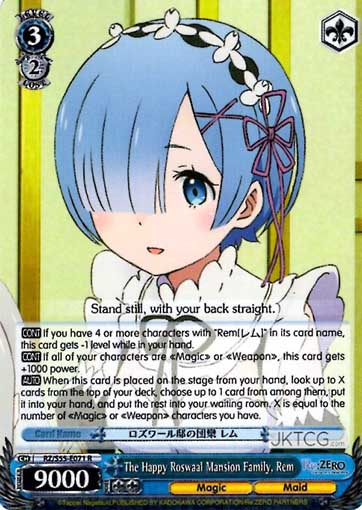 LEVEL
3
2
COST
Stand still, with your back straight.
CONT If you have 4 or more characters with "Rem[レム]" in its card name,
this card gets -1 level while in your hand.
CONT If all of your characters are <Magic> or <Weapon>, this card gets
+1000 power.
AUTO When this card is placed on the stage from your hand, look up to X
cards from the top of your deck, choose up to 1 card from among them,
put it into your hand, and put the rest into your waiting room. X is equal to the
number of <Magic> or <Weapon> characters you have.
Card Name
ロズワール邸の団欒 レム
JKTCG.com
CH RZ/S55-E071 R
The Happy Roswaal Mansion Family, Rem
Re:ZERO
POWER
9000
Magic
Maid